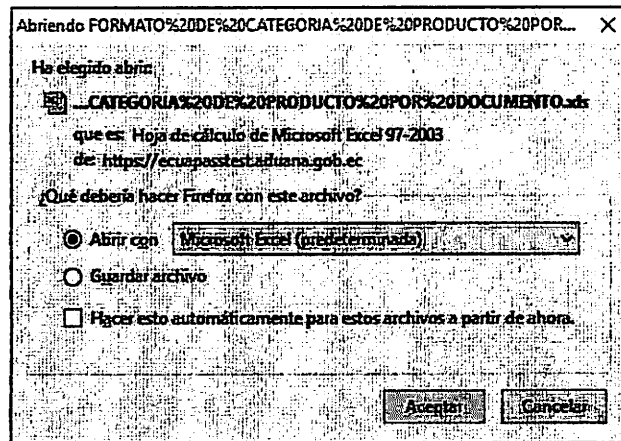 Abriendo FORMATO%20DE%20CATEGORIA%20DE%20PRODUCTO%20POR...
Ha elegido abrir:
...CATEGORIA%20DE%20PRODUCTO%20POR%20DOCUMENTO.xls
que es: Hoja de cálculo de Microsoft Excel 97-2003
de: https://ecuapasstest.aduana.gob.ec
¿Qué debería hacer Firefox con este archivo?
Abrir con Microsoft Excel (predeterminada)
Guardar archivo
Hacer esto automáticamente para estos archivos a partir de ahora.
Aceptar Cancelar